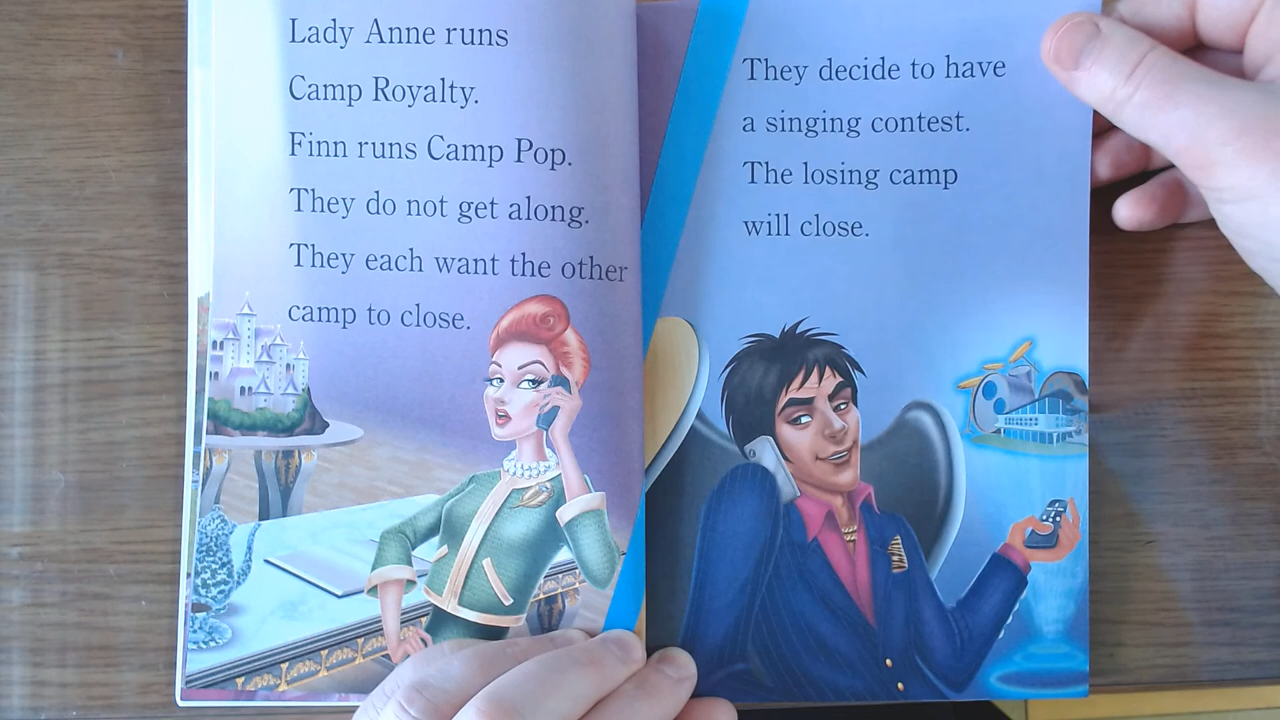 Lady Anne runs
Camp Royalty.
Finn runs Camp Pop.
They do not get along.
They each want the other
camp to close.
They decide to have
a singing contest.
The losing camp
will close.